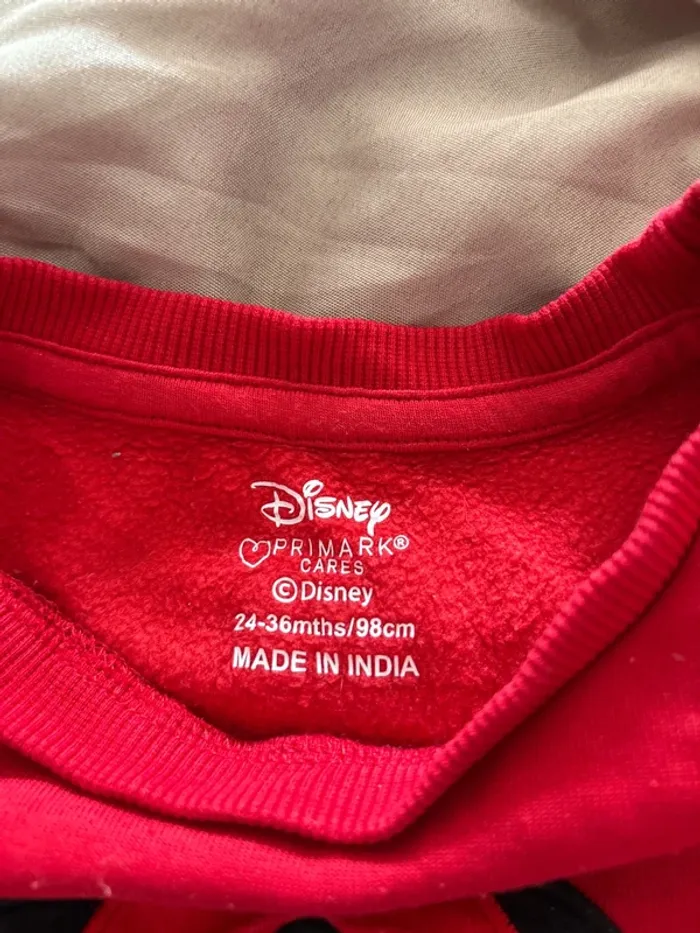 Disney
PRIMARK®
CARES
©Disney
24-36mths/98cm
MADE IN INDIA